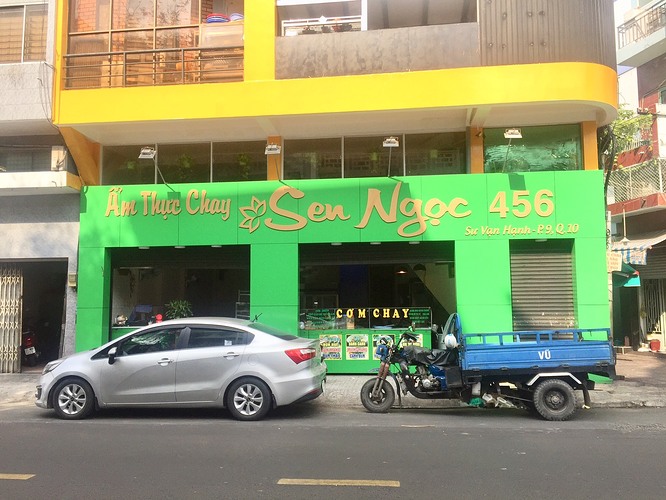 Ẩm Thực Chay Sen Ngọc 456
Sư Vạn Hạnh - P.9, Q.10
CƠM CHAY
VŨ